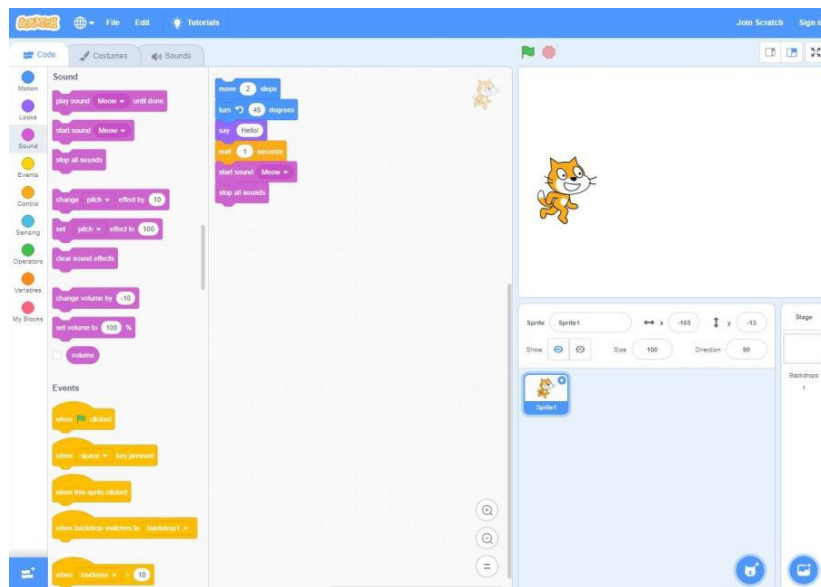 SCRATCH File Edit Tutorials Join Scratch Sign i
Code Costumes Sounds
Motion
Looks
Sound
Events
Control
Sensing
Operators
Variables
My Blocks
Sound
play sound Meow until done
start sound Meow
stop all sounds
change pitch effect by 10
set pitch effect to 100
clear sound effects
change volume by -10
set volume to 100 %
volume
Events
when clicked
when space key pressed
when this sprite clicked
when backdrop switches to backdrop1
when loudness > 10
move 2 steps
turn 45 degrees
say Hello!
wait 1 seconds
start sound Meow
stop all sounds
Sprite Sprite1 x y -13
Show Size 100 Direction 90
Sprite1
Stage
Backdrops
1